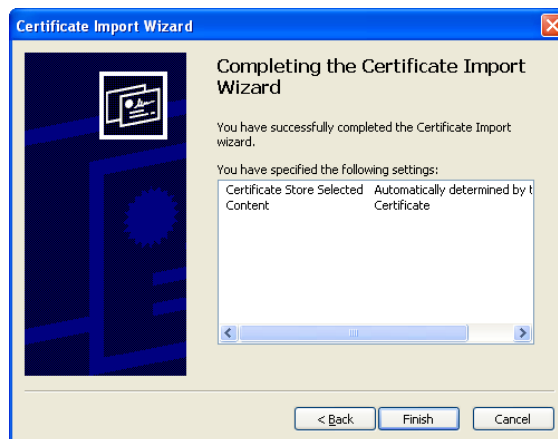 Certificate Import Wizard
Completing the Certificate Import
Wizard
You have successfully completed the Certificate Import
wizard.
You have specified the following settings:
Certificate Store Selected Automatically determined by t
Content Certificate
< Back Finish Cancel